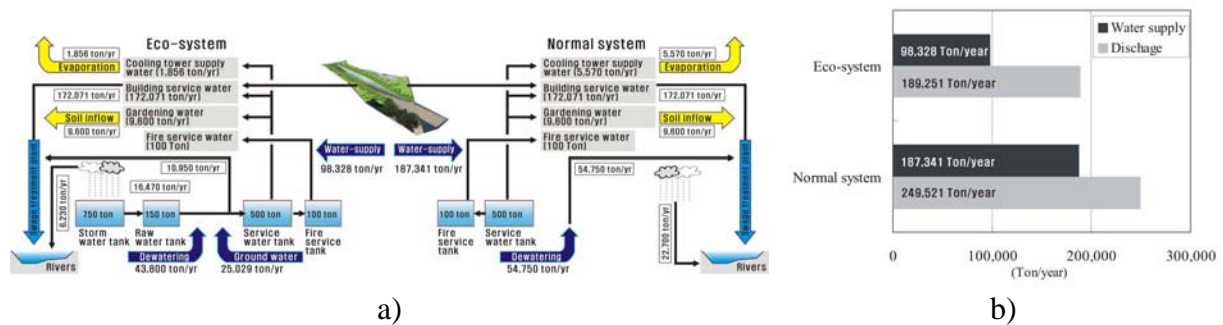 Eco-system
Normal system
1,856 ton/yr
Evaporation
Cooling tower supply
water (1,856 ton/yr)
Building service water
(172,071 ton/yr)
172,071 ton/yr
Soil inflow
9,600 ton/yr
Gardening water
(9,600 ton/yr)
Fire service water
(100 Ton)
Water-supply
98.328 ton/yr
Water-supply
187,341 ton/yr
Cooling tower supply
water (5,570 ton/yr)
Building service water
(172,071 ton/yr)
Gardening water
(9,600 ton/yr)
Fire service water
(100 Ton)
5,570 ton/yr
Evaporation
172,071 ton/yr
Soil inflow
9,600 ton/yr
Swage treatment plant
6,230 ton/yr
10,950 ton/yr
16,470 ton/yr
750 ton
150 ton
500 ton
100 ton
Storm
water tank
Raw
water tank
Service
water tank
Fire
service
tank
Rivers
Dewatering
43,800 ton/yr
Ground water
25,029 ton/yr
54,750 ton/yr
100 ton
500 ton
Fire
service
tank
Service
water tank
Dewatering
54,750 ton/yr
22,700 ton/yr
Swage treatment plant
Rivers
a)
Water supply
Dischage
Eco-system
98.328 Ton/year
189,251 Ton/year
Normal system
187,341 Ton/year
249,521 Ton/year
0
100,000
200,000
300,000
(Ton/year)
b)